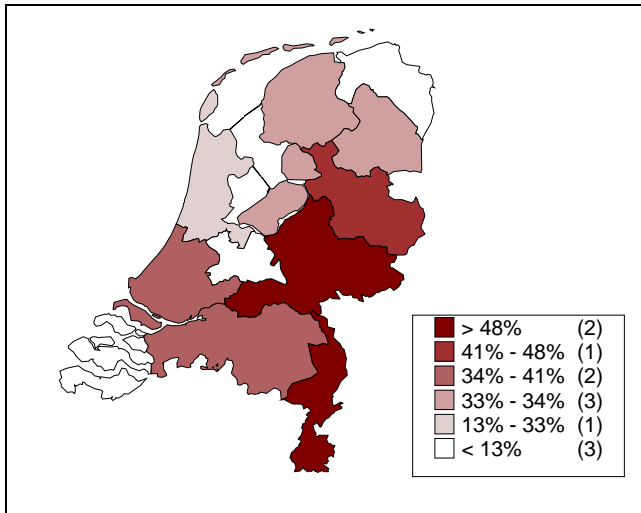 > 48% (2)
41% - 48% (1)
34% - 41% (2)
33% - 34% (3)
13% - 33% (1)
< 13% (3)